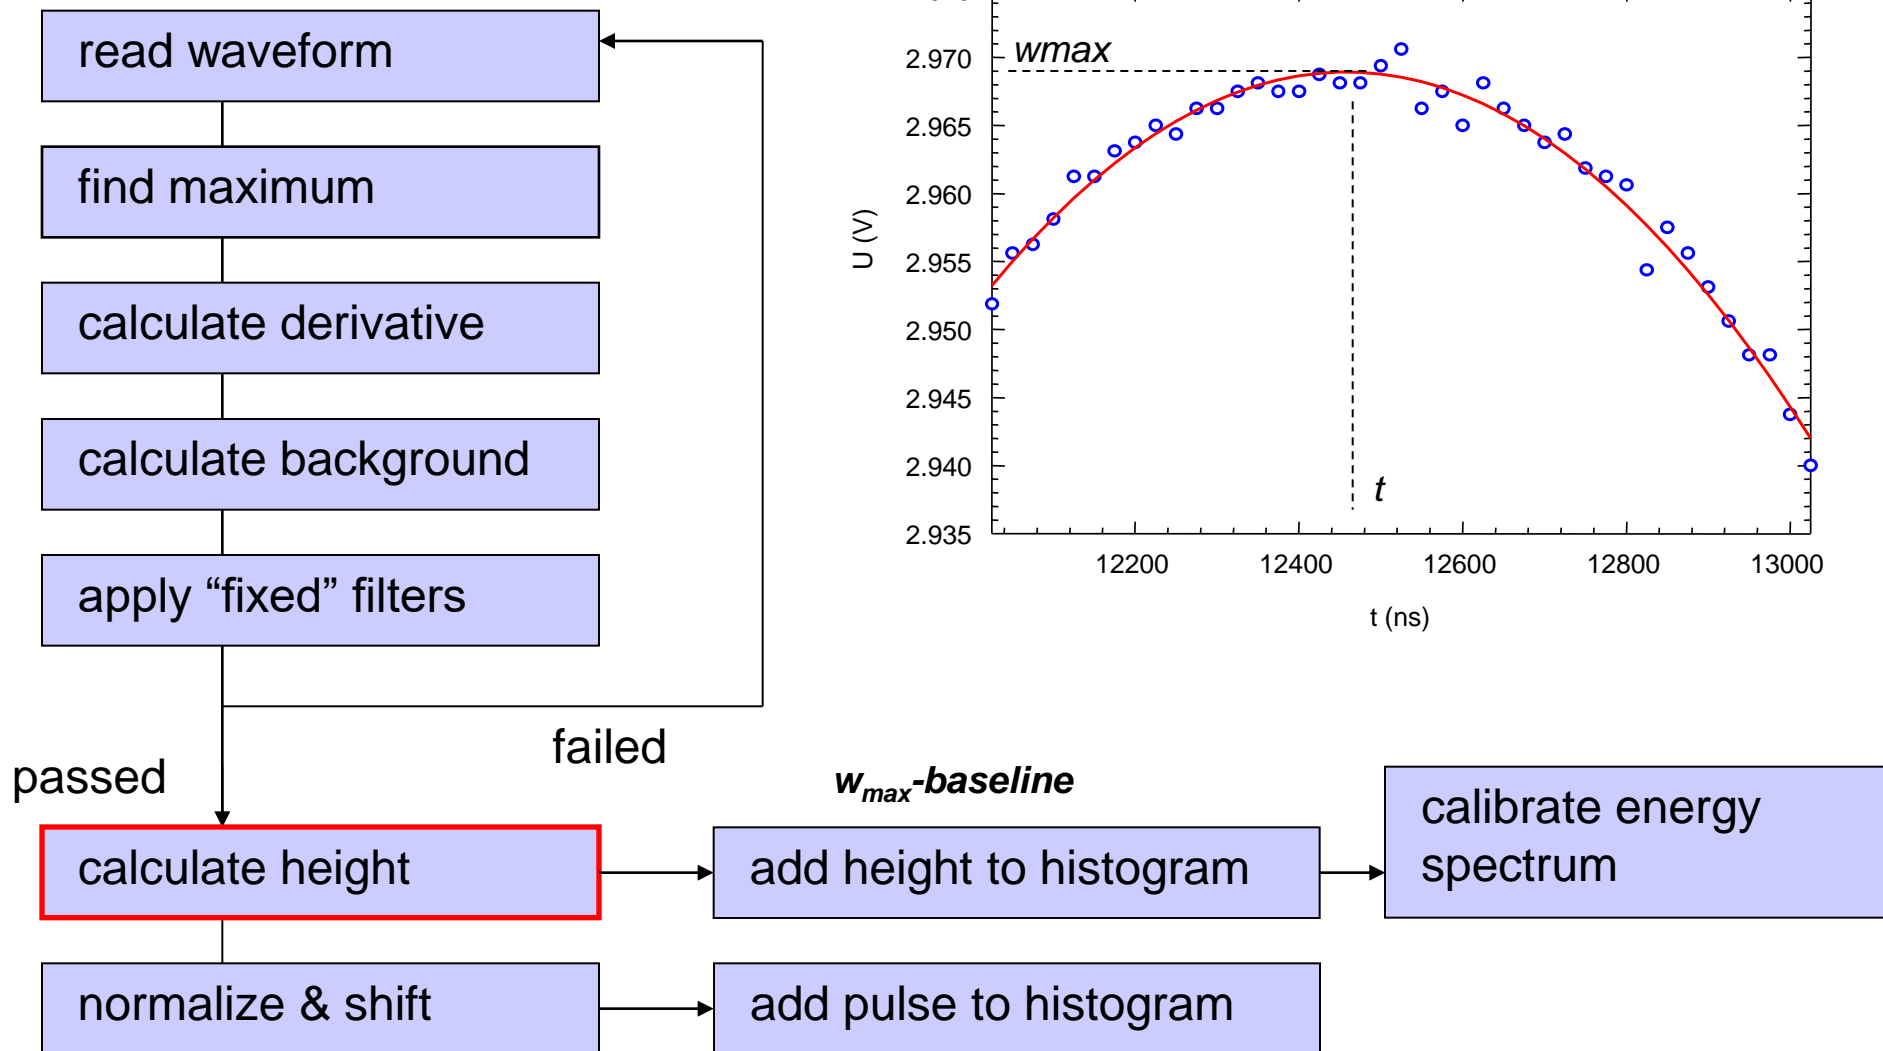 read waveform
find maximum
calculate derivative
calculate background
apply “fixed” filters
passed
failed
calculate height
normalize & shift
w_max-baseline
add height to histogram
add pulse to histogram
calibrate energy
spectrum
wmax
2.970
2.965
2.960
2.955
2.950
2.945
2.940
2.935
U (V)
t
12200 12400 12600 12800 13000
t (ns)